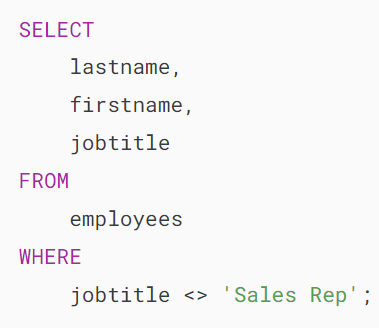 SELECT
    lastname,
    firstname,
    jobtitle
FROM
    employees
WHERE
    jobtitle <> 'Sales Rep';